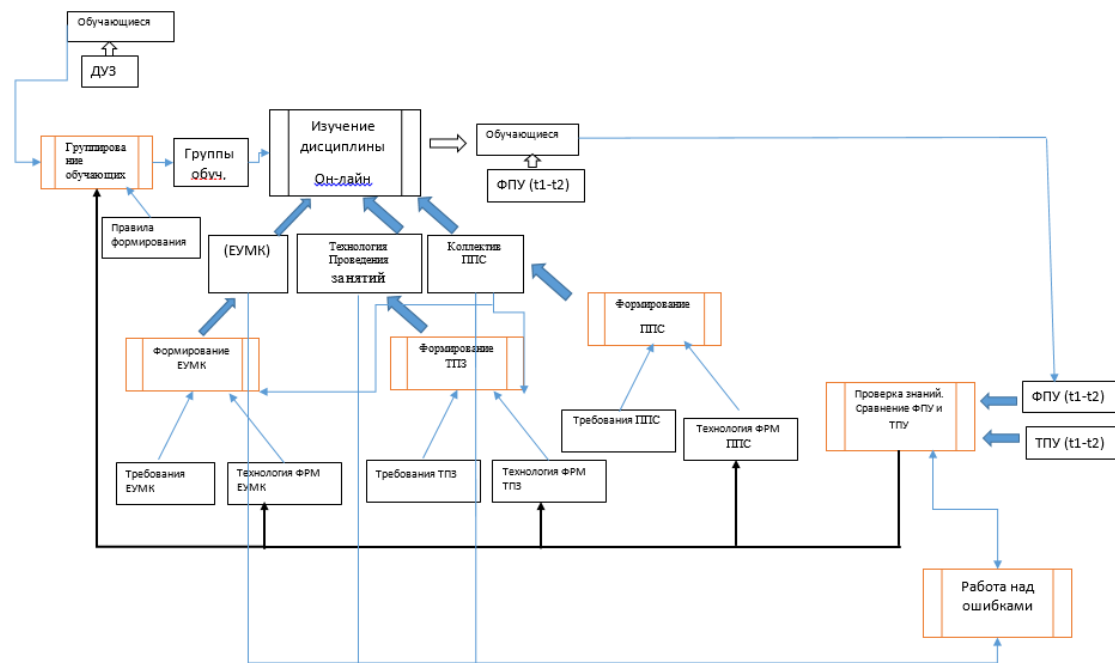 Обучающиеся
ДУЗ
Группирова
ние
обучающих
Группы
обуч.
Изучение
дисциплины
Он-лайн
Обучающиеся
ФПУ (t1-t2)
Правила
формирования
(ЕУМК)
Технология
Проведения
занятий
Коллектив
ППС
Формирование
ППС
Формирование
ЕУМК
Формирование
ТПЗ
Проверка знаний.
Сравнение ФПУ и
ТПУ
ФПУ (t1-t2)
ТПУ (t1-t2)
Требования ППС
Технология ФРМ
ППС
Требования
ЕУМК
Технология ФРМ
ЕУМК
Требования ТПЗ
Технология ФРМ
ТПЗ
Работа над
ошибками